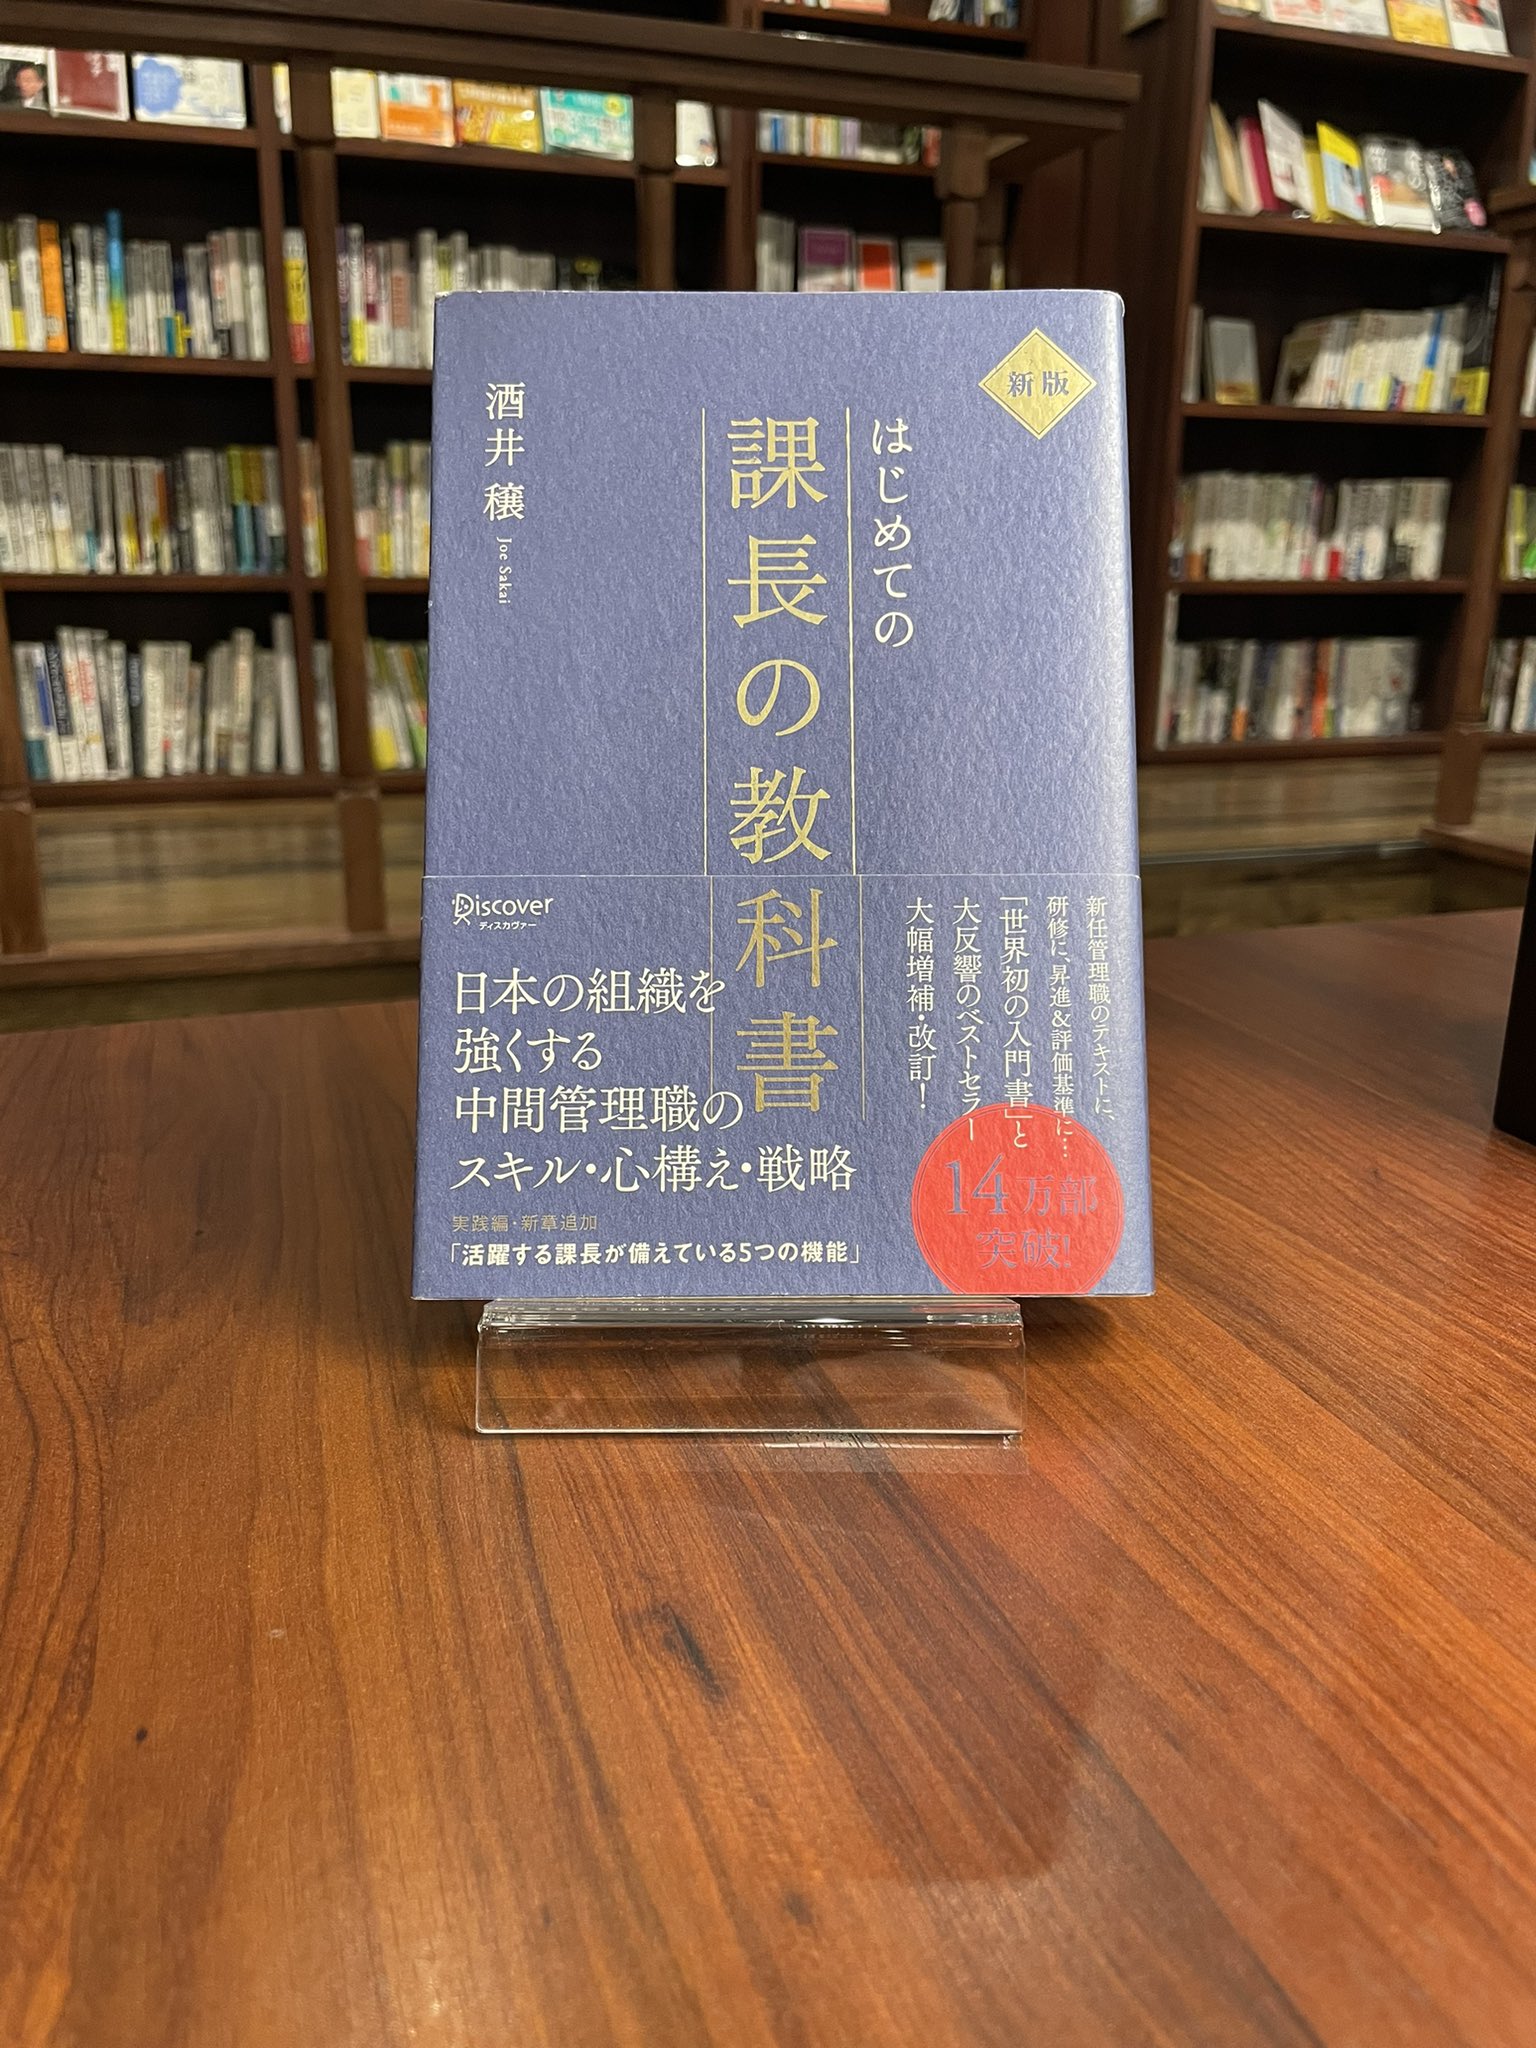 新版
はじめての
課長の教科書
酒井 穣
Joe Sakai
新任管理職のテキストに、
研修に、昇進&評価基準に…
「世界初の入門書」と
大反響のベストセラー
大幅増補・改訂!
Discover
ディスカヴァー
日本の組織を
強くする
中間管理職の
スキル・心構え・戦略
実践編・新章追加
「活躍する課長が備えている5つの機能」
14万部
突破!